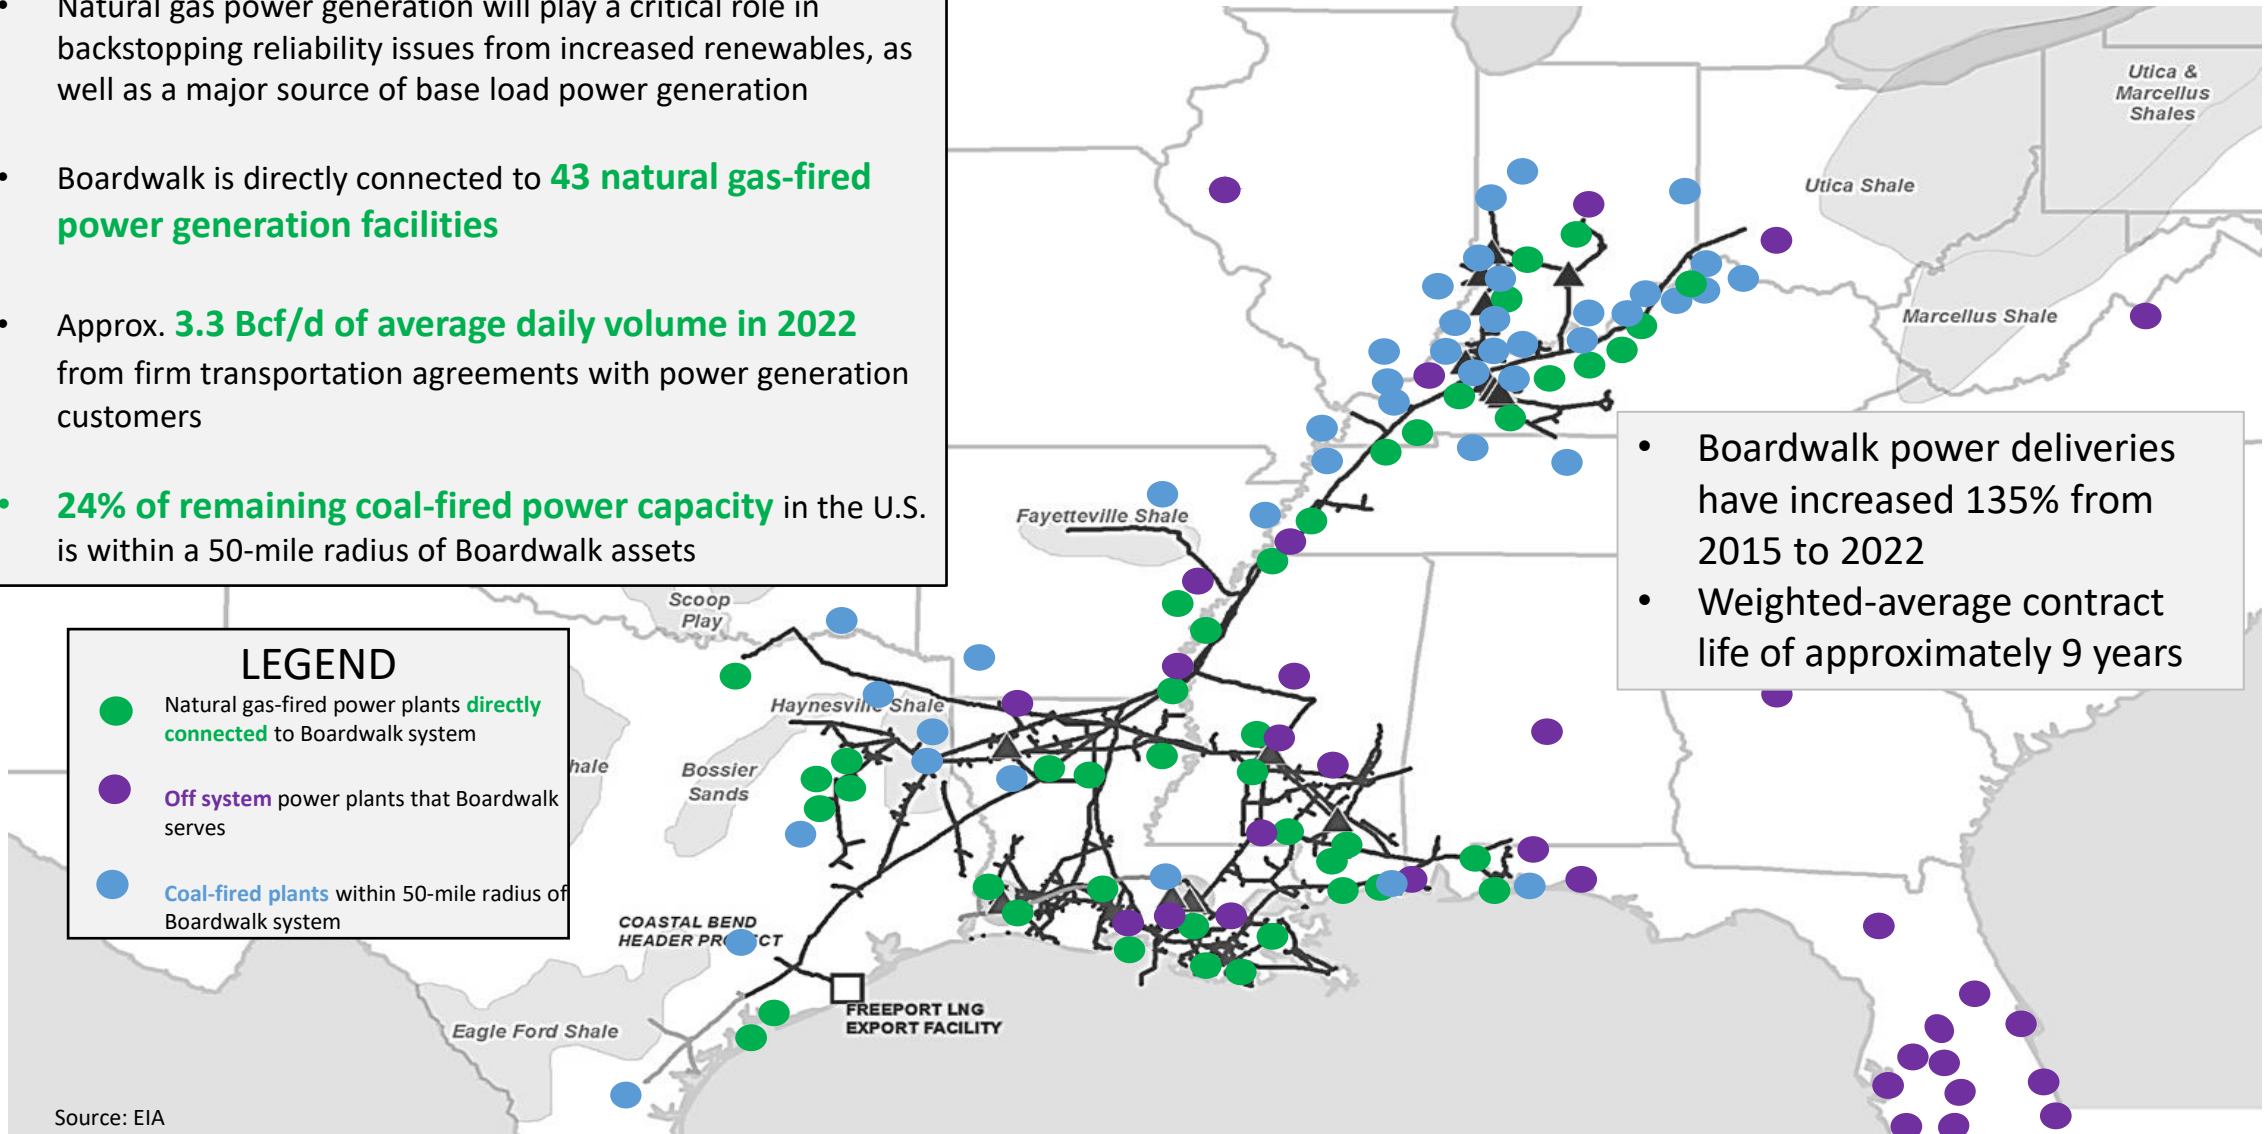 • Natural gas power generation will play a critical role in
backstopping reliability issues from increased renewables, as
well as a major source of base load power generation
• Boardwalk is directly connected to 43 natural gas-fired
power generation facilities
• Approx. 3.3 Bcf/d of average daily volume in 2022
from firm transportation agreements with power generation
customers
• 24% of remaining coal-fired power capacity in the U.S.
is within a 50-mile radius of Boardwalk assets
Utica &
Marcellus
Shales
Utica Shale
Marcellus Shale
• Boardwalk power deliveries
have increased 135% from
2015 to 2022
• Weighted-average contract
life of approximately 9 years
Fayetteville Shale
Scoop
Play
Haynesville Shale
hale
Bossier
Sands
LEGEND
Natural gas-fired power plants directly
connected to Boardwalk system
Off system power plants that Boardwalk
serves
Coal-fired plants within 50-mile radius of
Boardwalk system
COASTAL BEND
HEADER PROJECT
FREEPORT LNG
EXPORT FACILITY
Eagle Ford Shale
Source: EIA